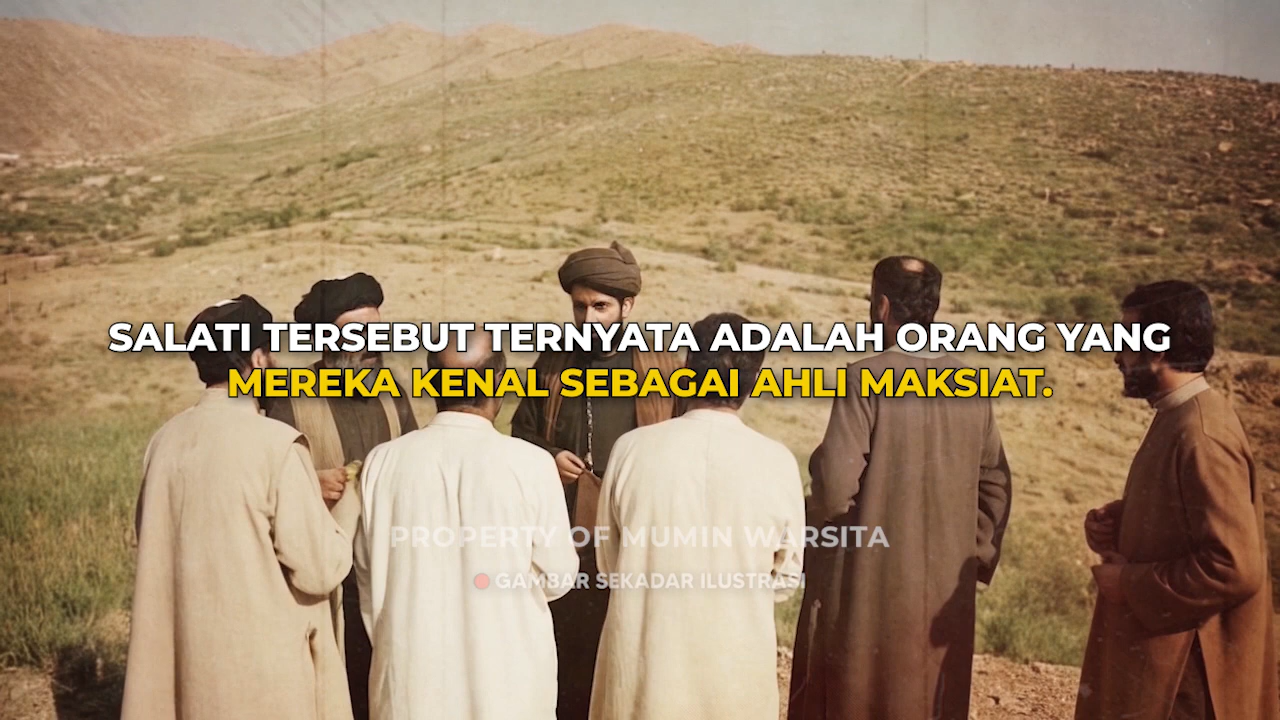 SALATI TERSEBUT TERNYATA ADALAH ORANG YANG
MEREKA KENAL SEBAGAI AHLI MAKSIAT.
PROPERTY OF MUMIN WARSITA
GAMBAR SEKADAR ILUSTRASI